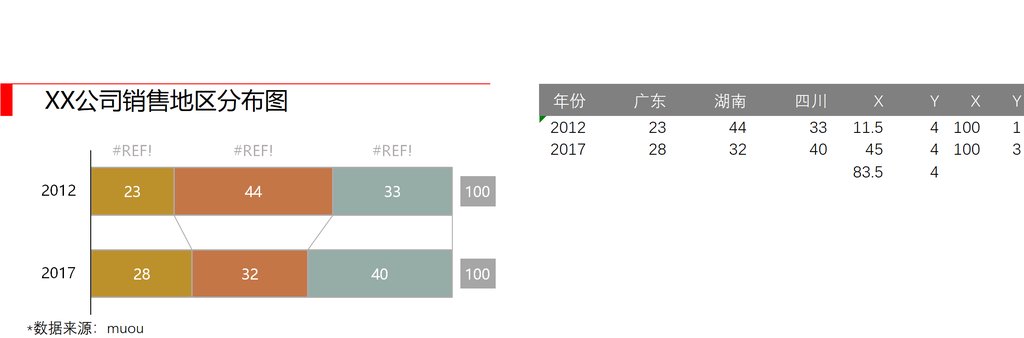 XX公司销售地区分布图
#REF! #REF! #REF!
2012 23 44 33 100
2017 28 32 40 100
*数据来源：muou
年份 广东 湖南 四川 X Y X Y
2012 23 44 33 11.5 4 100 1
2017 28 32 40 45 4 100 3
83.5 4